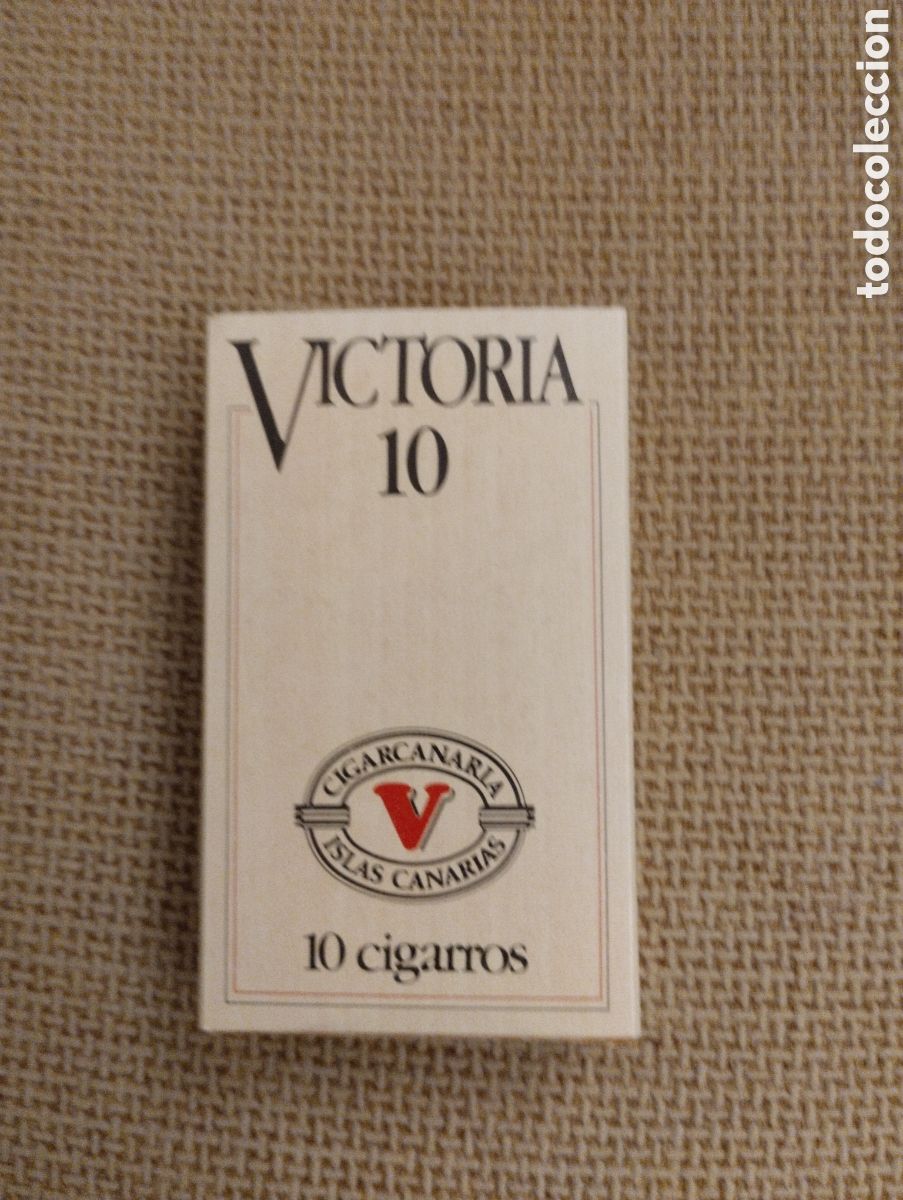 VICTORIA
10
CIGARCANARIA
V
ISLAS CANARIAS
10 cigarros
todocoleccion